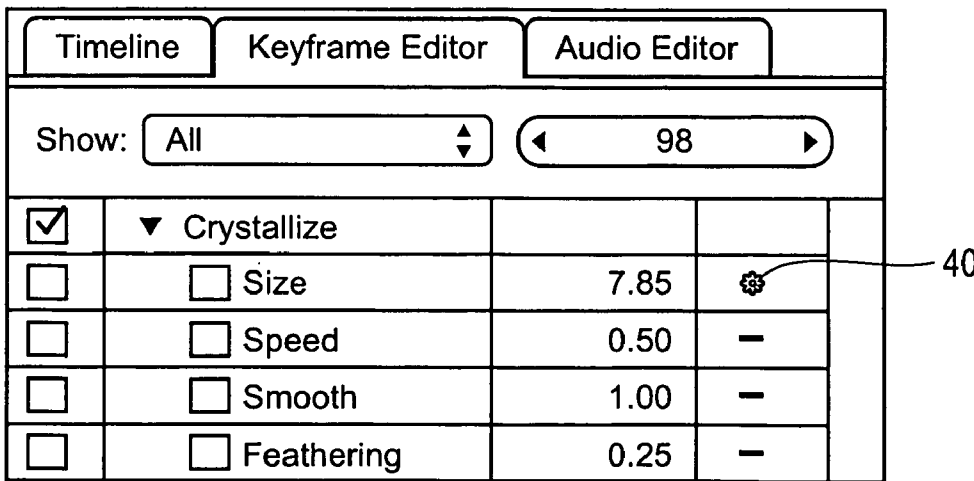 Timeline Keyframe Editor Audio Editor
Show: All 98
Crystallize
Size 7.85 40
Speed 0.50
Smooth 1.00
Feathering 0.25